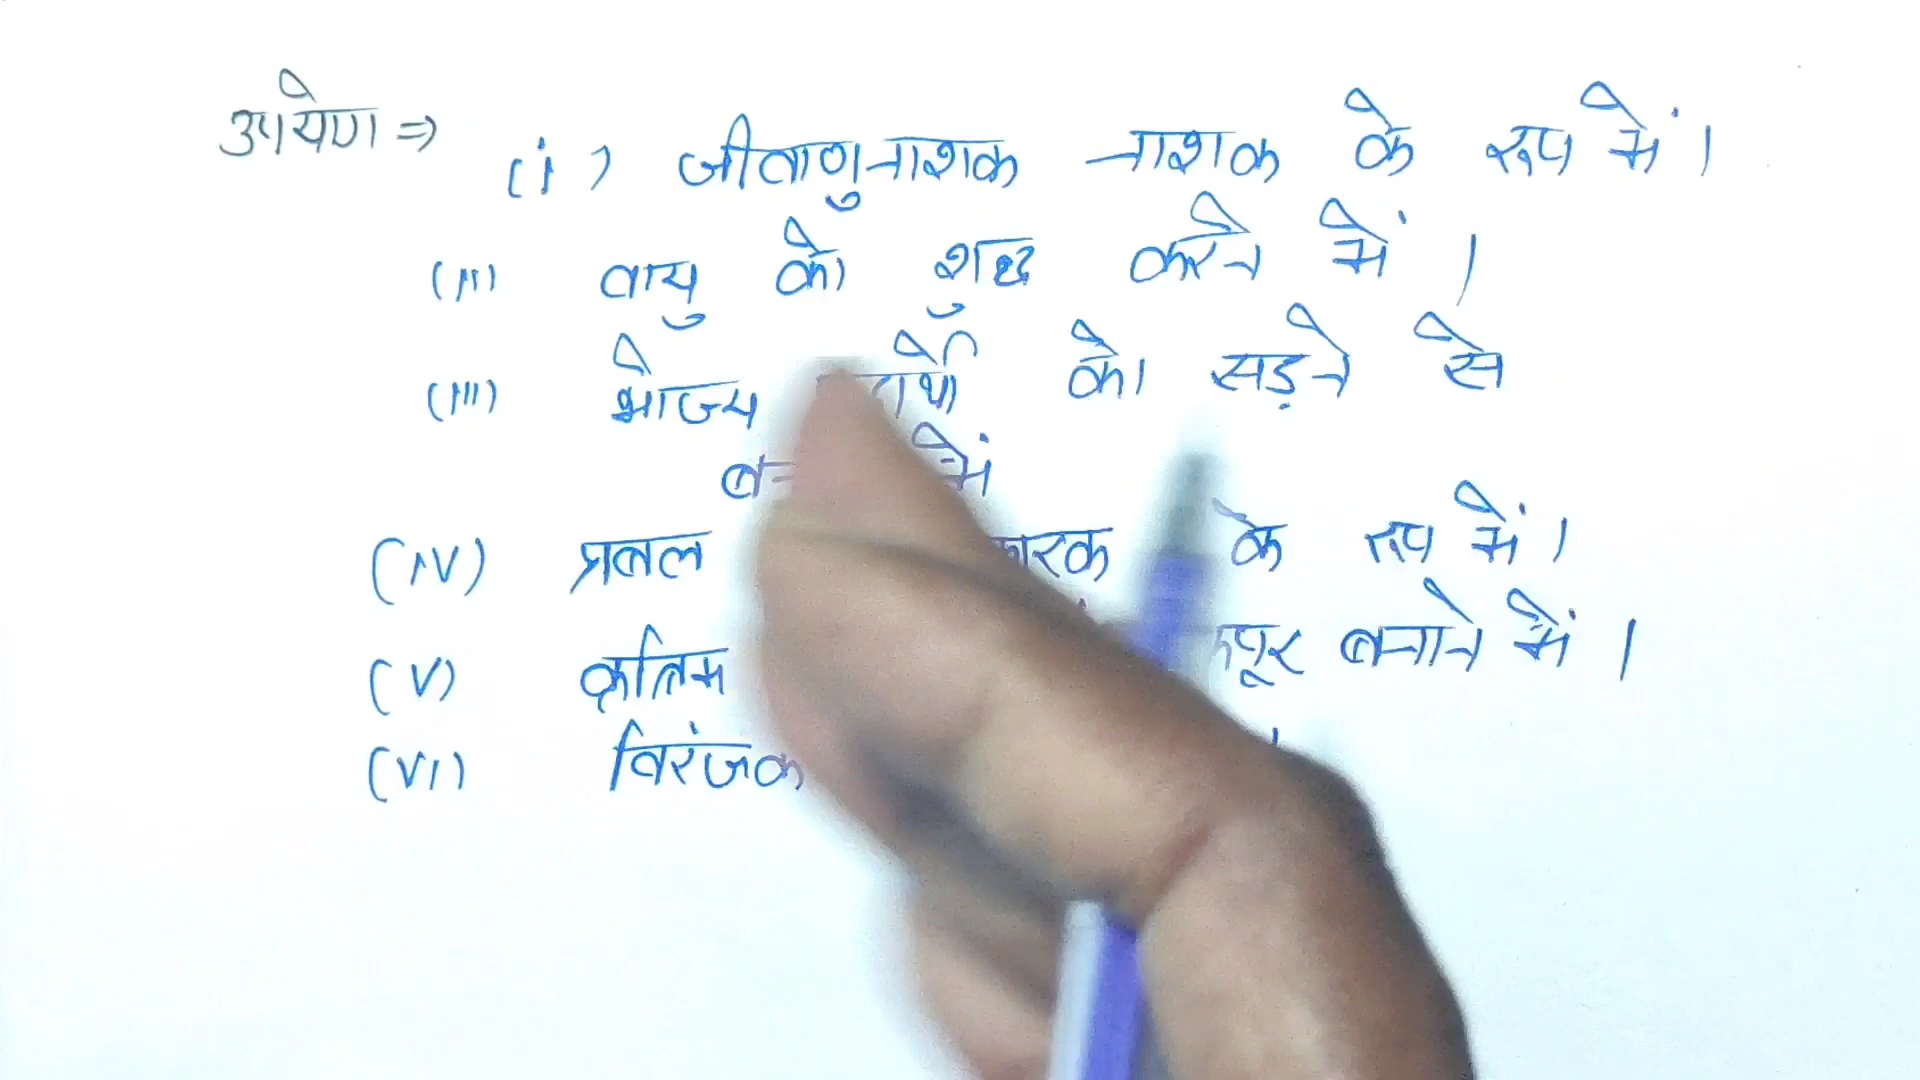 उपयोग ⇒
(i) जीवाणुनाशक नाशक के रूप में।
(II) वायु को शुद्ध करने में।
(III) भोज्य को सड़ने से
में
(IV) प्रबल के रूप में।
(V) कृत्रिम बनाने में।
(VI) विरंजक